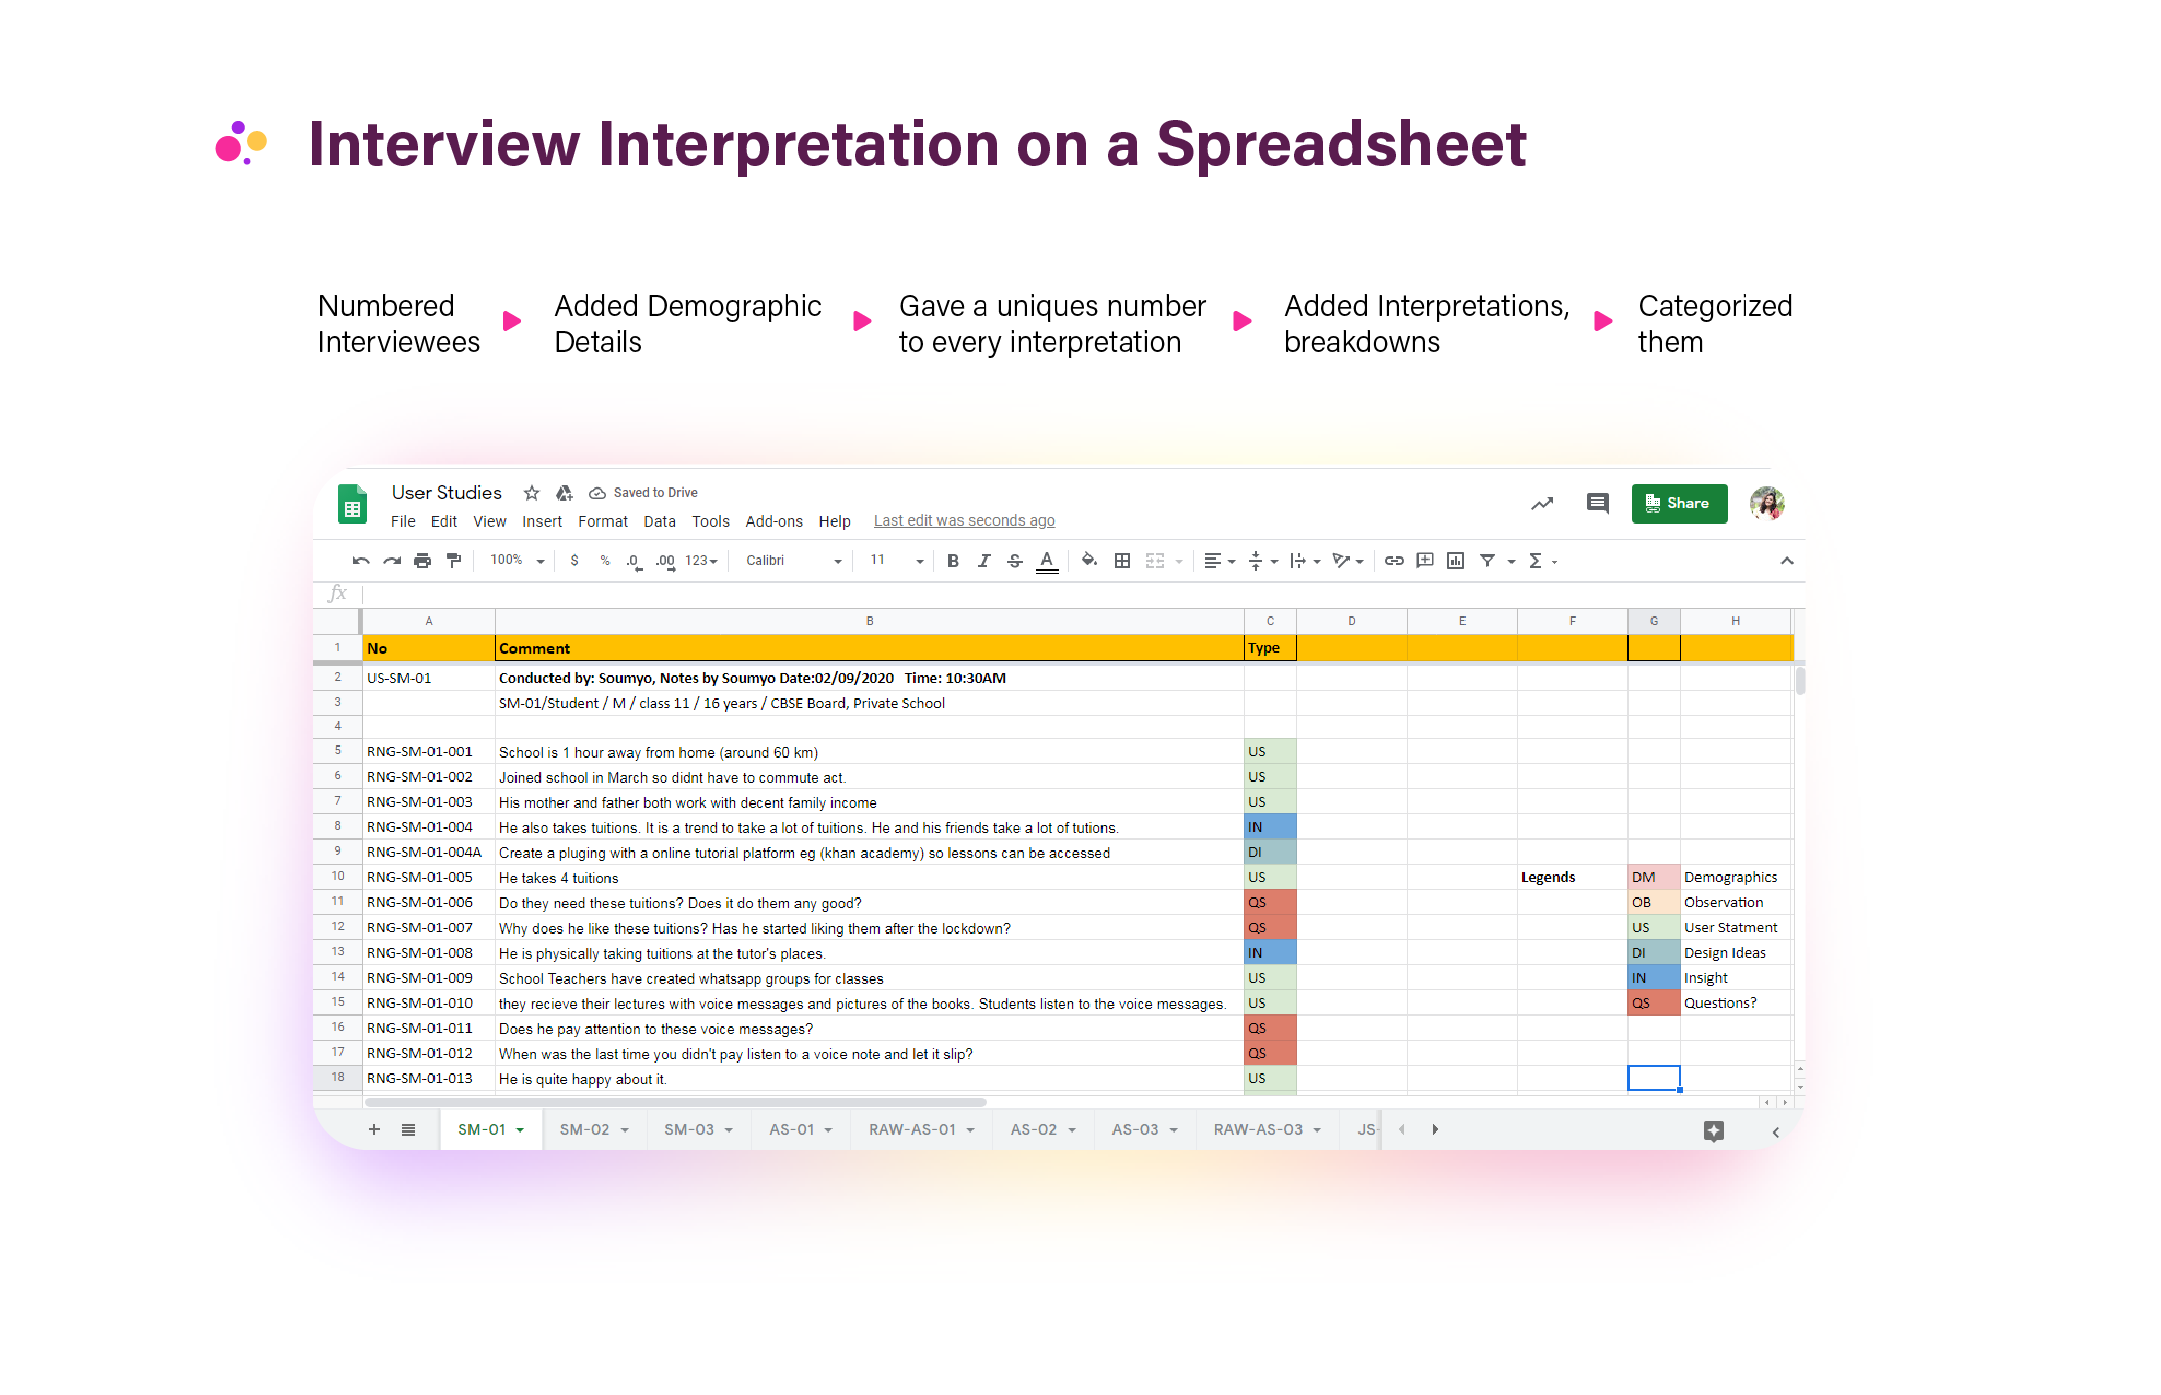 Interview Interpretation on a Spreadsheet
Numbered
Interviewees
Added Demographic
Details
Gave a uniques number
to every interpretation
Added Interpretations,
breakdowns
Categorized
them
User Studies Saved to Drive
File Edit View Insert Format Data Tools Add-ons Help Last edit was seconds ago
Share
100% $ % .0 .00 123 Calibri 11 B I S A Σ
fx
A B C D E F G H
1 No Comment Type
2 US-SM-01 Conducted by: Soumyo, Notes by Soumyo Date:02/09/2020 Time: 10:30AM
3 SM-01/Student / M / class 11 / 16 years / CBSE Board, Private School
4
5 RNG-SM-01-001 School is 1 hour away from home (around 60 km) US
6 RNG-SM-01-002 Joined school in March so didnt have to commute act. US
7 RNG-SM-01-003 His mother and father both work with decent family income US
8 RNG-SM-01-004 He also takes tuitions. It is a trend to take a lot of tuitions. He and his friends take a lot of tutions. IN
9 RNG-SM-01-004A Create a pluging with a online tutorial platform eg (khan academy) so lessons can be accessed DI
10 RNG-SM-01-005 He takes 4 tuitions US Legends DM Demographics
11 RNG-SM-01-006 Do they need these tuitions? Does it do them any good? QS OB Observation
12 RNG-SM-01-007 Why does he like these tuitions? Has he started liking them after the lockdown? QS US User Statment
13 RNG-SM-01-008 He is physically taking tuitions at the tutor's places. IN DI Design Ideas
14 RNG-SM-01-009 School Teachers have created whatsapp groups for classes US IN Insight
15 RNG-SM-01-010 they recieve their lectures with voice messages and pictures of the books. Students listen to the voice messages. US QS Questions?
16 RNG-SM-01-011 Does he pay attention to these voice messages? QS
17 RNG-SM-01-012 When was the last time you didn't pay listen to a voice note and let it slip? QS
18 RNG-SM-01-013 He is quite happy about it. US
SM-01 SM-02 SM-03 AS-01 RAW-AS-01 AS-02 AS-03 RAW-AS-03 JS-